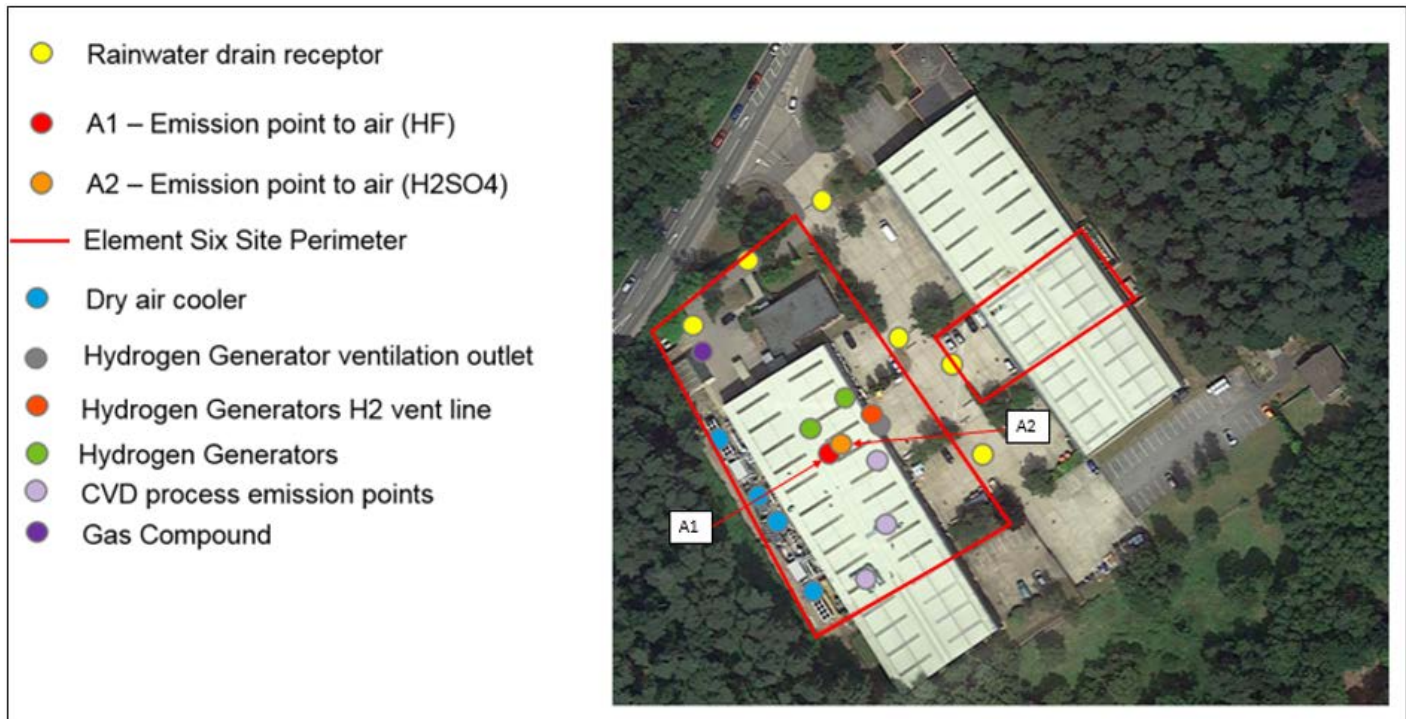 Rainwater drain receptor
A1 – Emission point to air (HF)
A2 – Emission point to air (H2SO4)
Element Six Site Perimeter
Dry air cooler
Hydrogen Generator ventilation outlet
Hydrogen Generators H2 vent line
Hydrogen Generators
CVD process emission points
Gas Compound
A2
A1